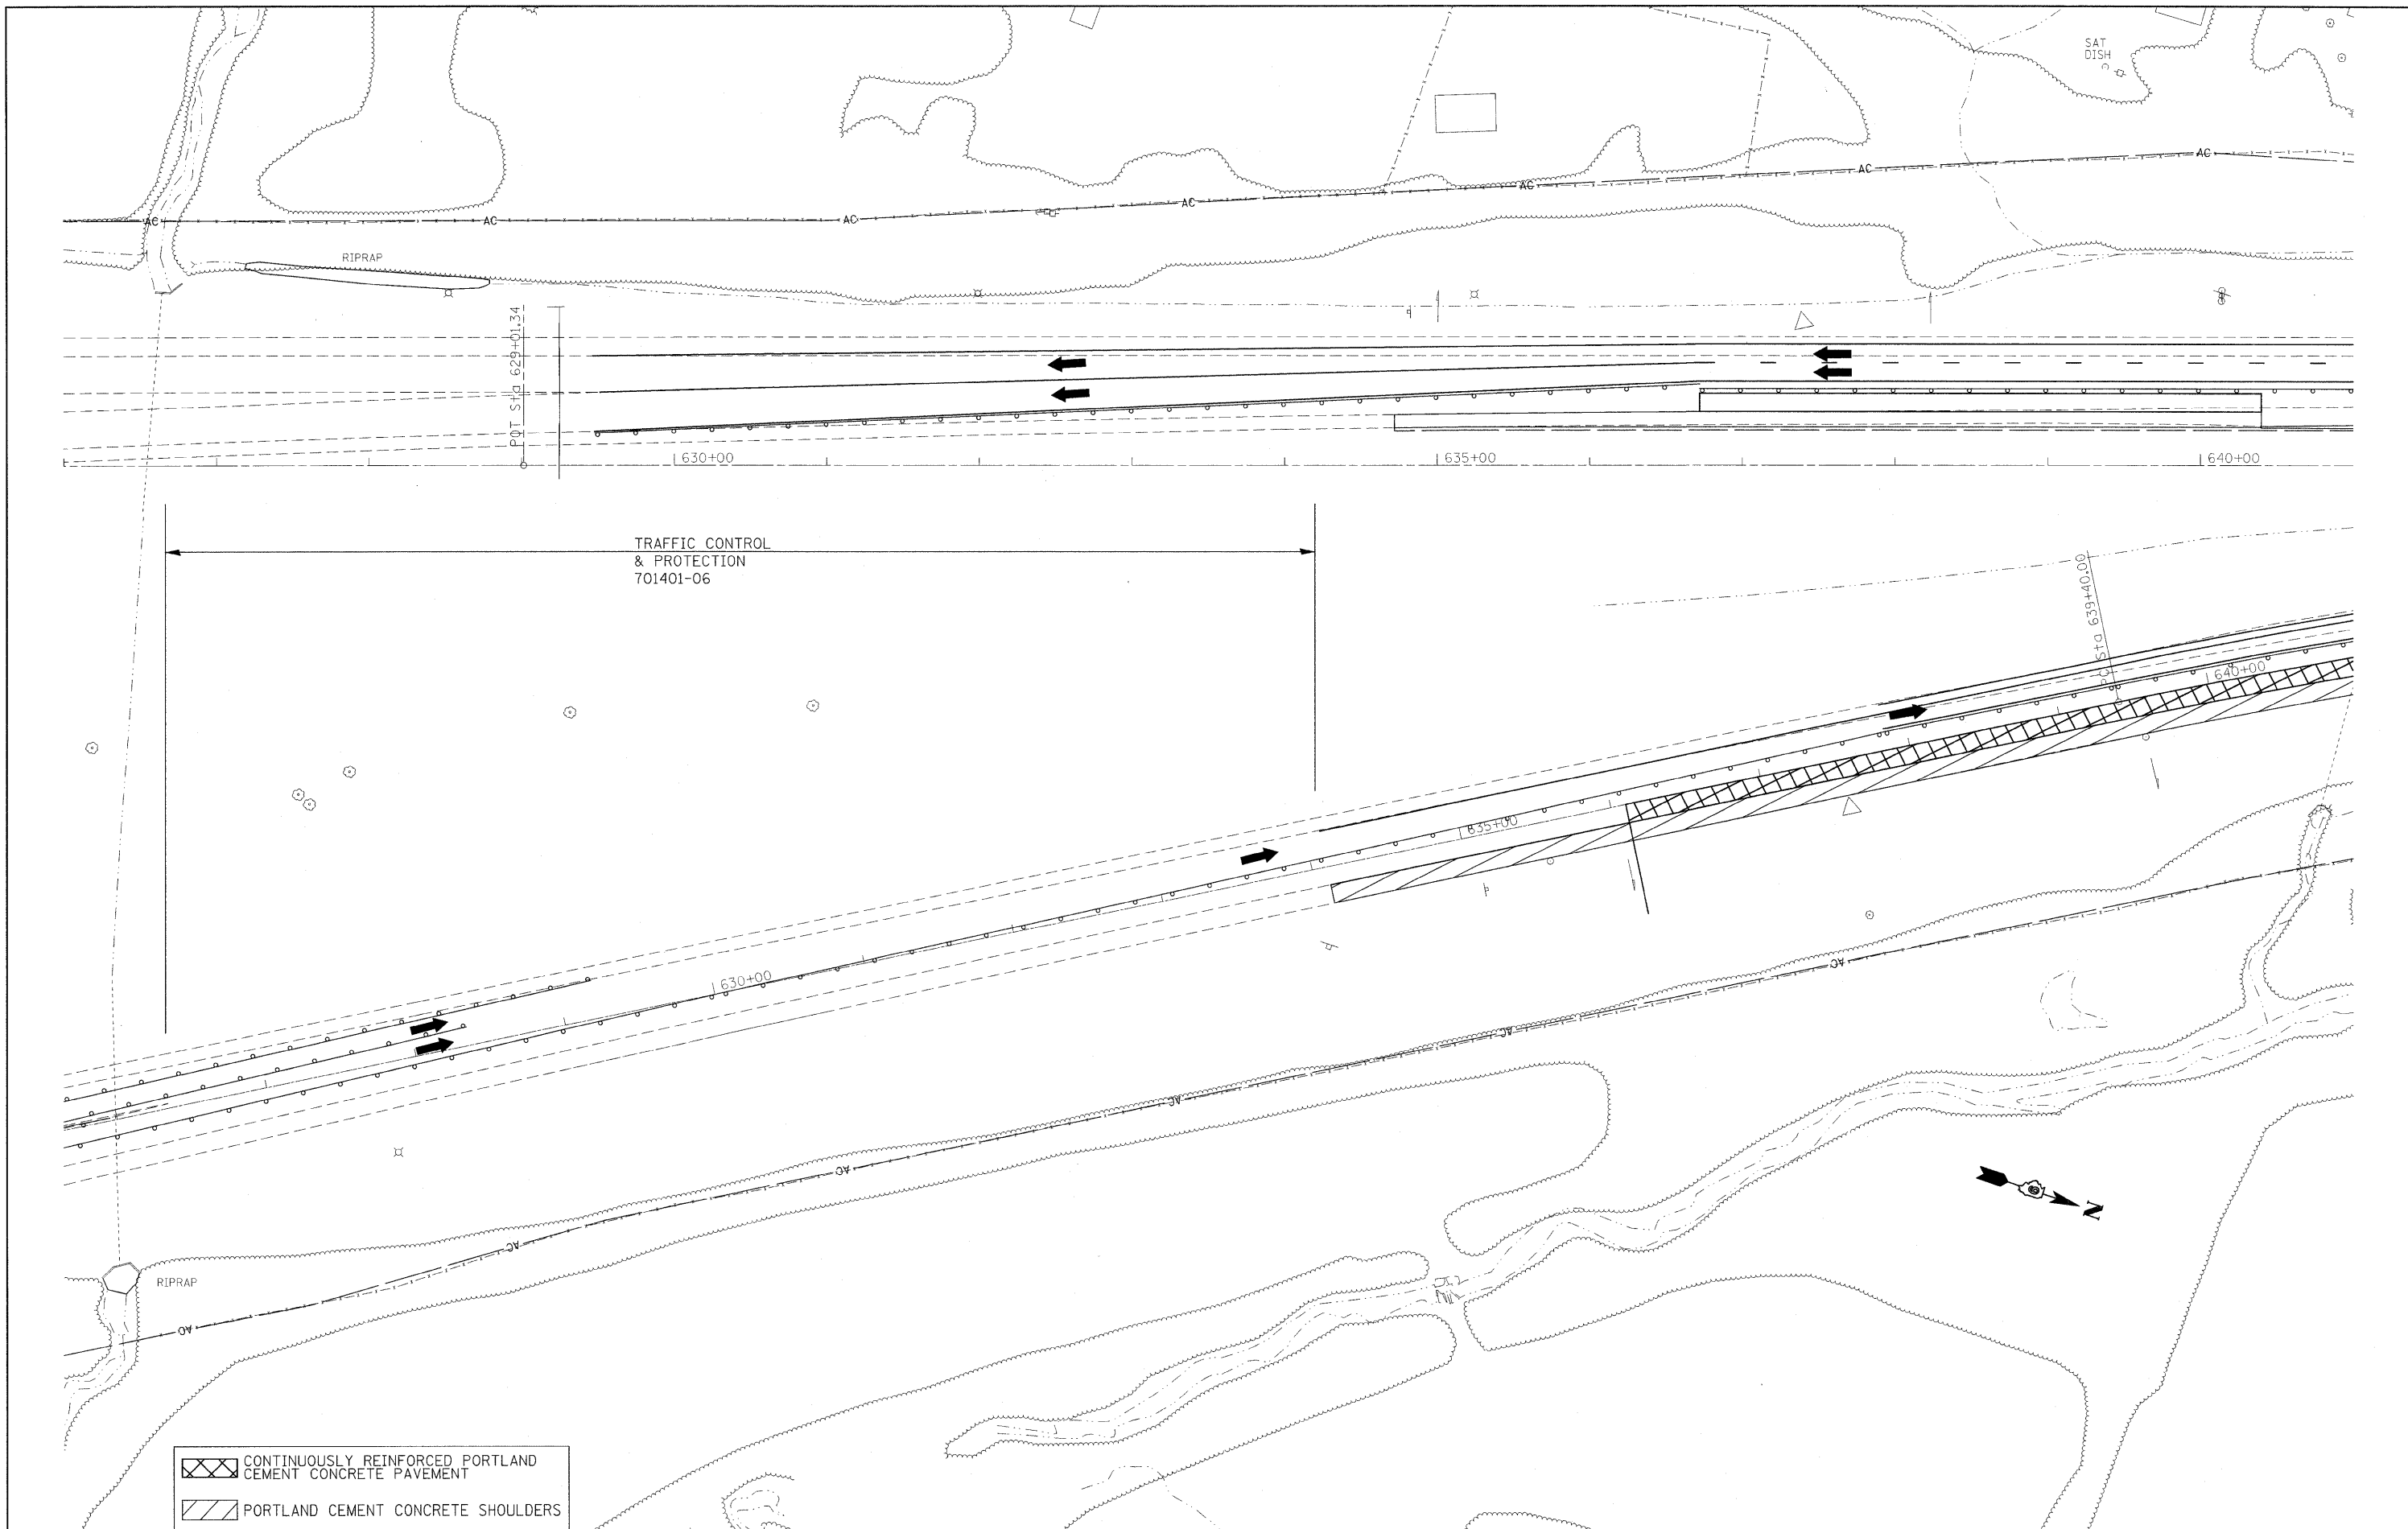 SAT
DISH
AC
AC
AC
AC
AC
AC
AC
RIPRAP
POT Sta 629+01.34
630+00
635+00
640+00
TRAFFIC CONTROL
& PROTECTION
701401-06
Sta 639+40.00
640+00
635+00
630+00
AC
AC
AC
AC
AC
AC
N
RIPRAP
CONTINUOUSLY REINFORCED PORTLAND
CEMENT CONCRETE PAVEMENT
PORTLAND CEMENT CONCRETE SHOULDERS